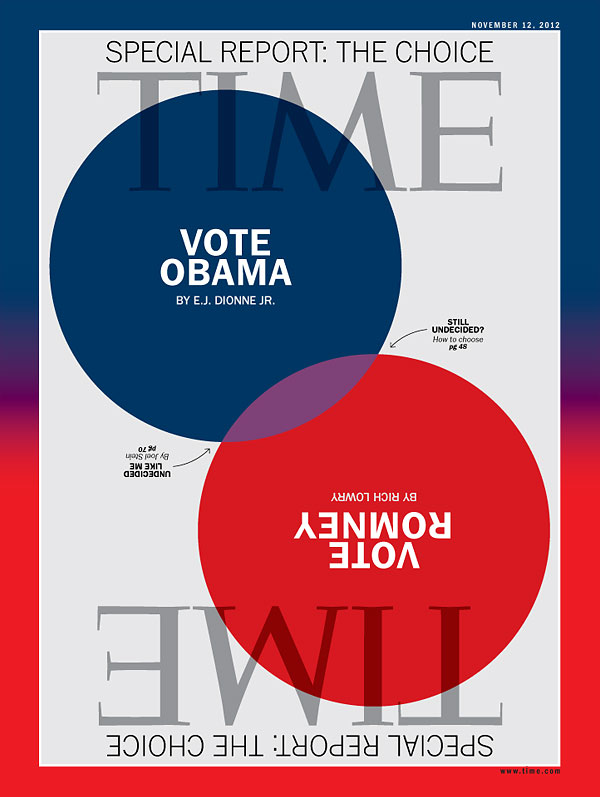 NOVEMBER 12, 2012
SPECIAL REPORT: THE CHOICE
TIME
VOTE
OBAMA
BY E.J. DIONNE JR.
STILL
UNDECIDED?
How to choose
pg 48
UNDECIDED
LIKE ME
By Joel Stein
pg 70
VOTE
ROMNEY
BY RICH LOWRY
TIME
SPECIAL REPORT: THE CHOICE
www.time.com